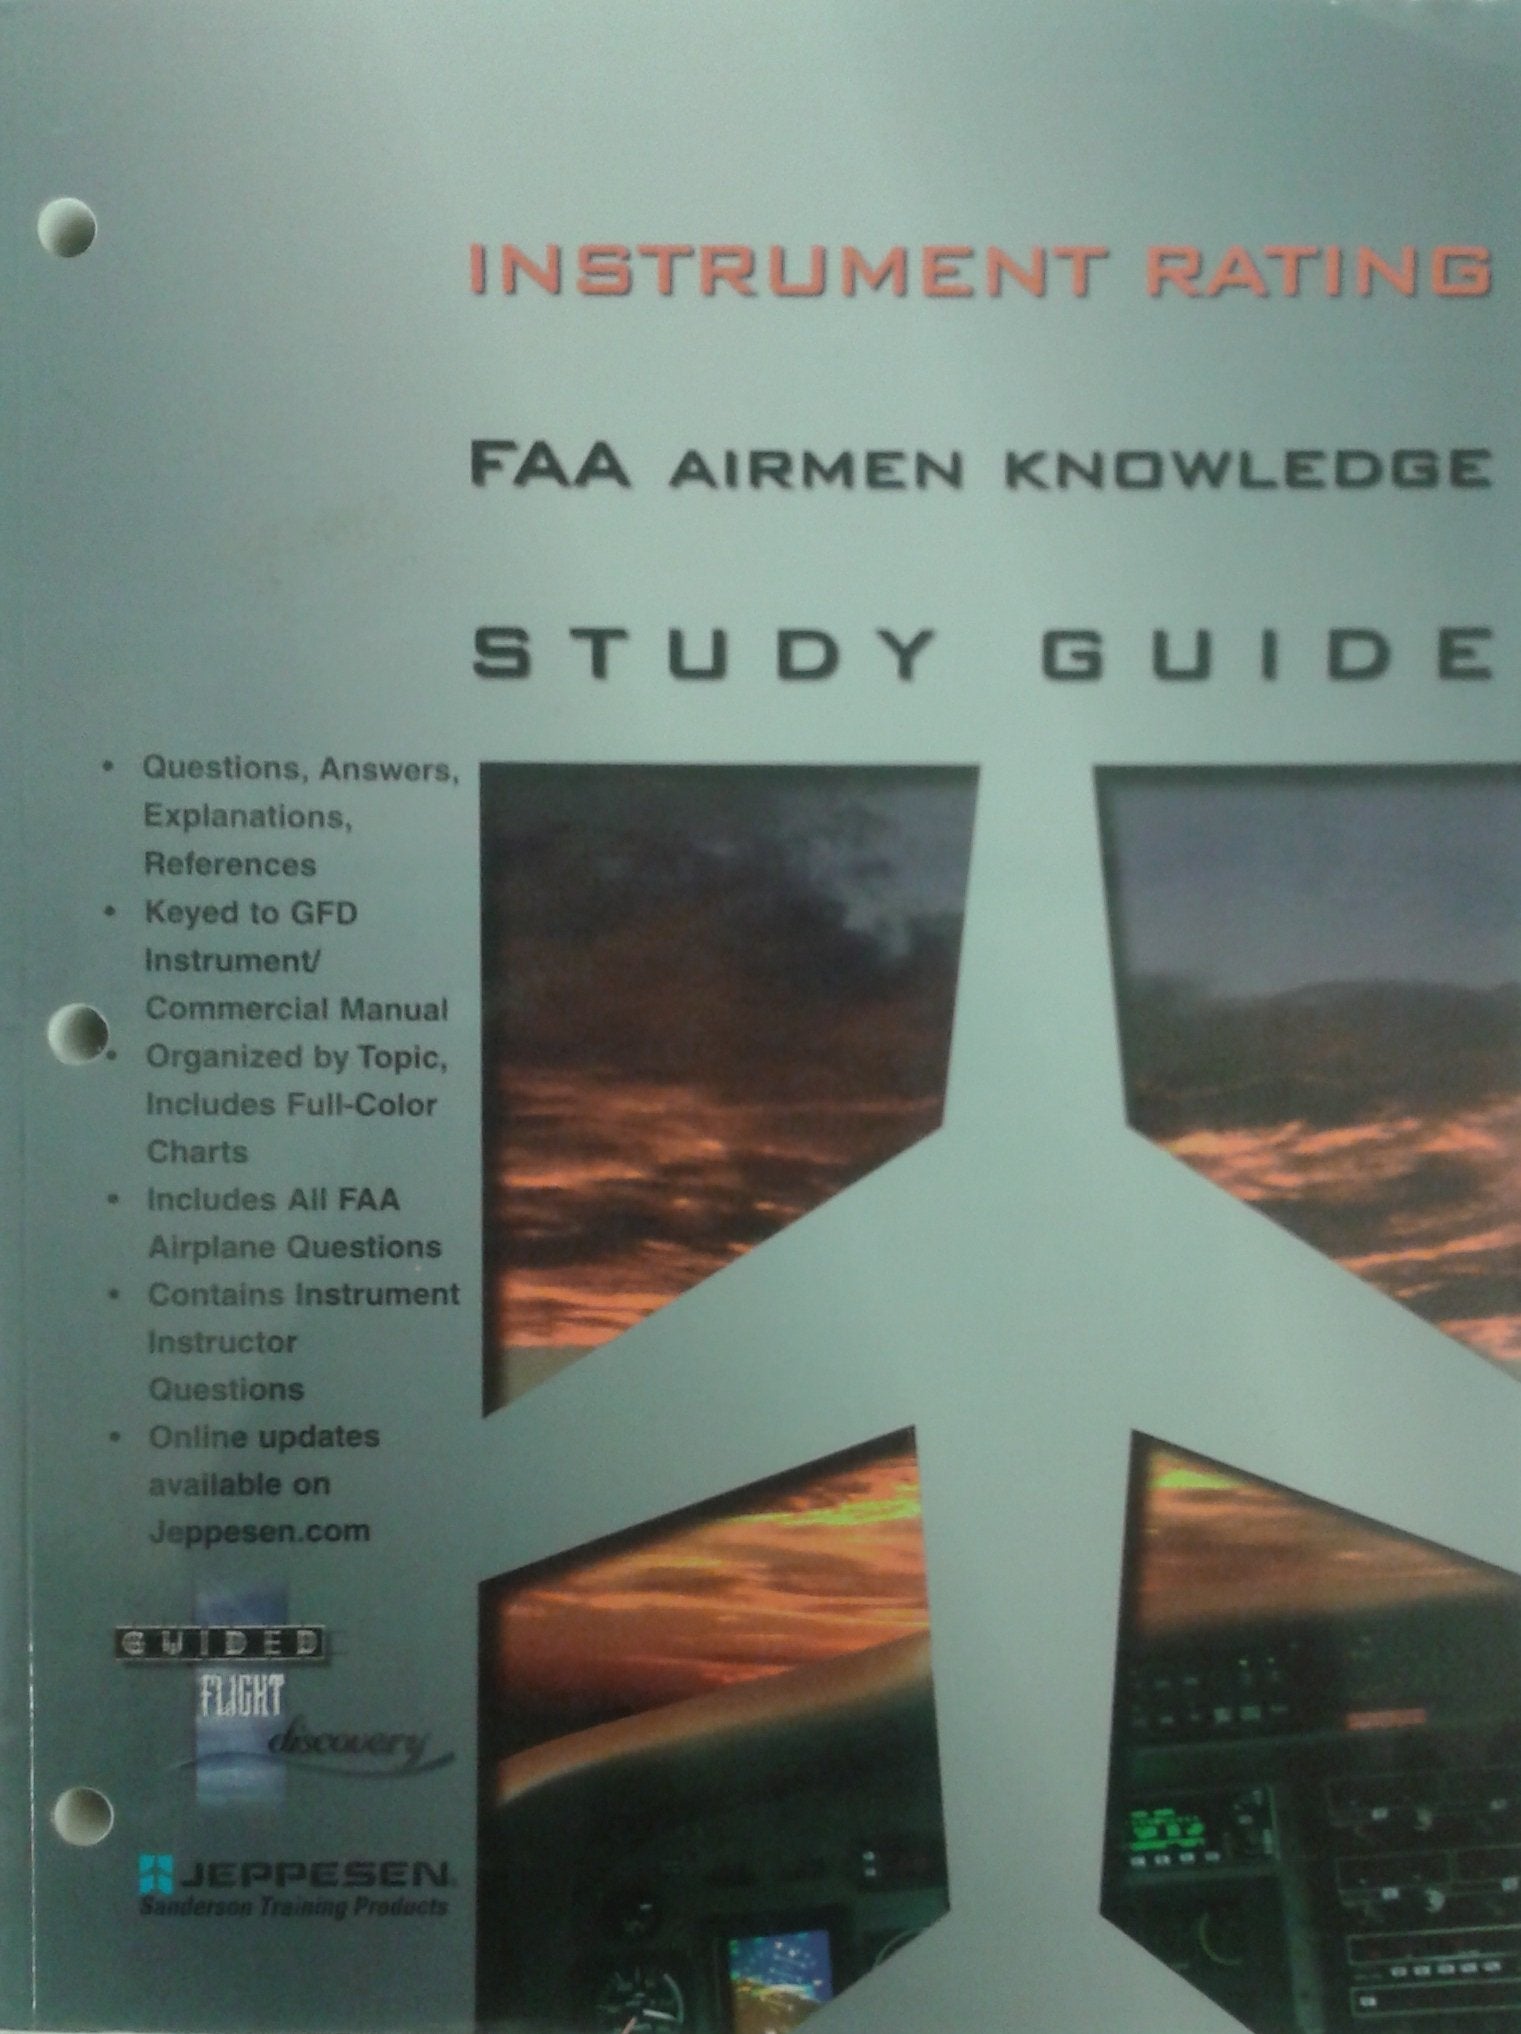 INSTRUMENT RATING
FAA AIRMEN KNOWLEDGE
STUDY GUIDE
• Questions, Answers,
Explanations,
References
• Keyed to GFD
Instrument/
Commercial Manual
• Organized by Topic,
Includes Full-Color
Charts
• Includes All FAA
Airplane Questions
• Contains Instrument
Instructor
Questions
• Online updates
available on
Jeppesen.com
GUIDED
FLIGHT
discovery
JEPPESEN®
Sanderson Training Products